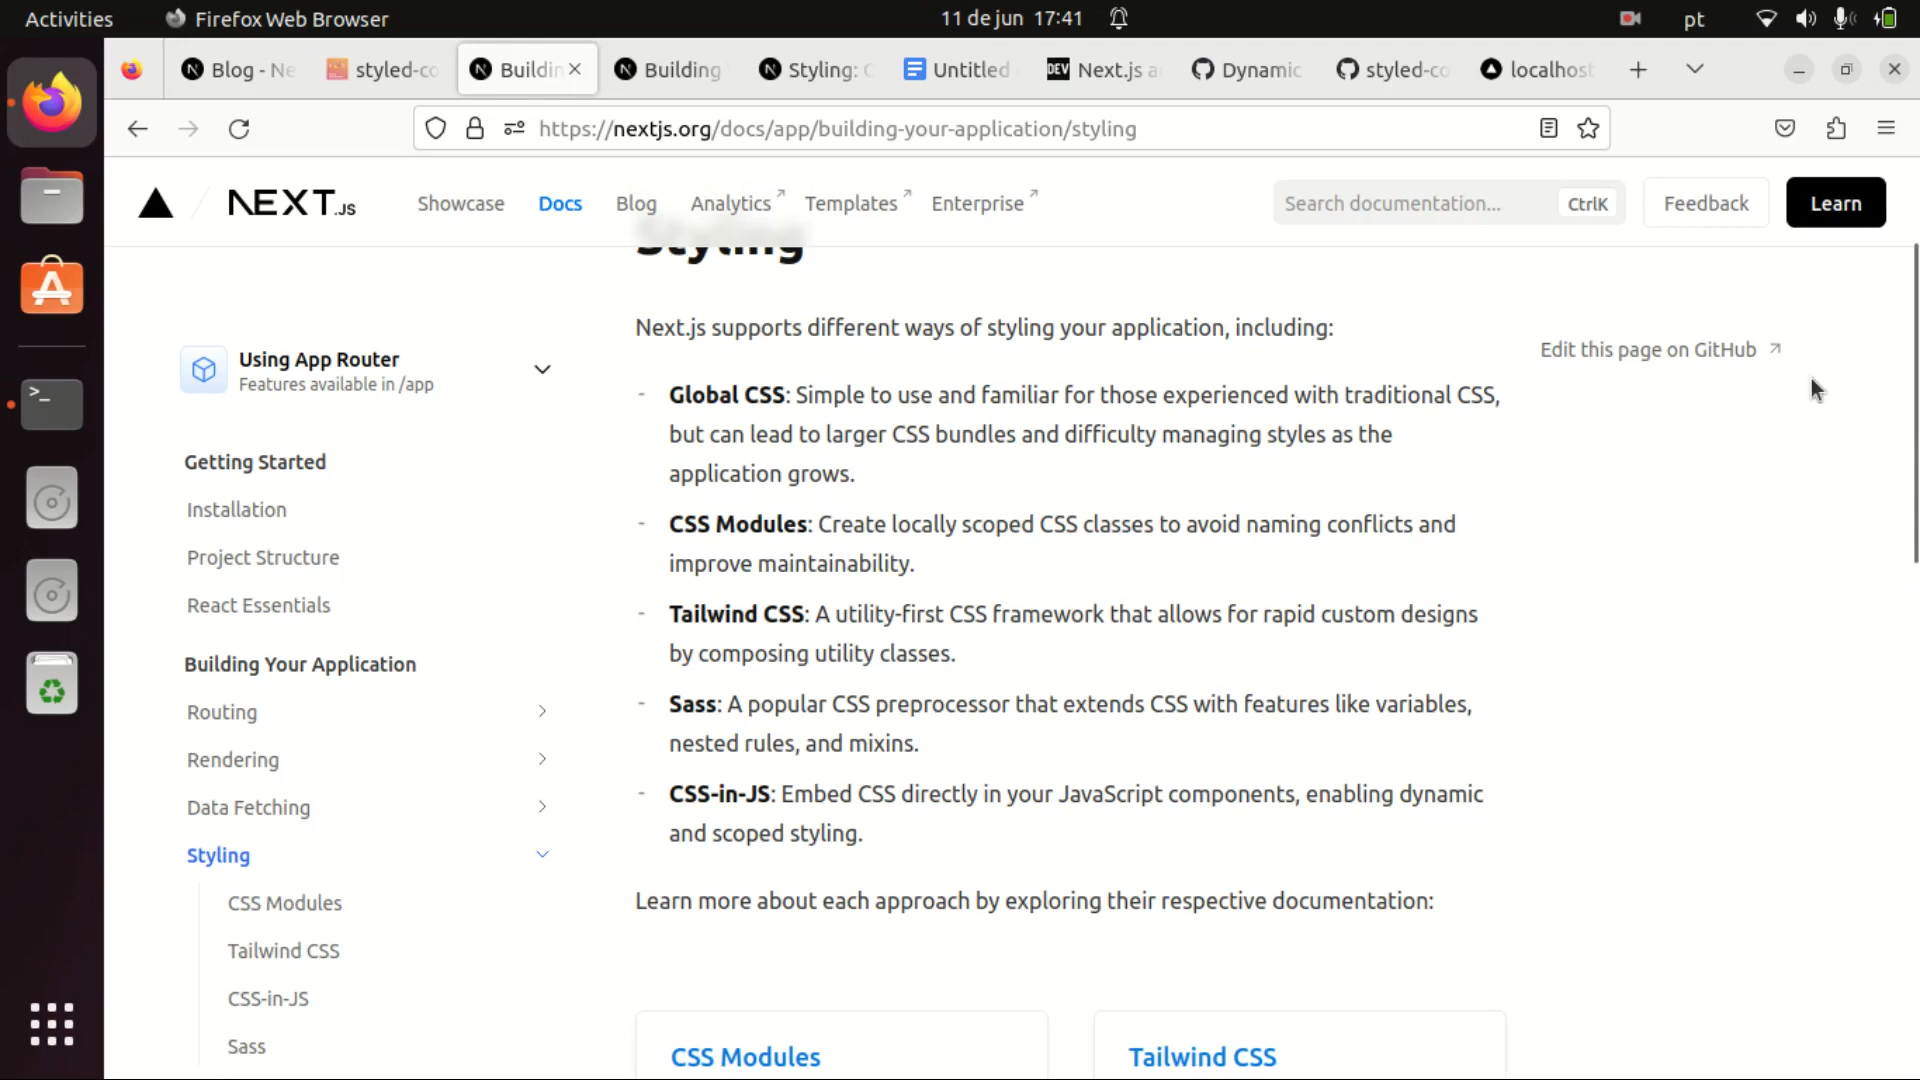 Activities
Firefox Web Browser
11 de jun 17:41
pt
Blog - Ne
styled-co
Buildin
Building
Styling: C
Untitled
DEV Next.js a
Dynamic
styled-co
localhost
https://nextjs.org/docs/app/building-your-application/styling
NEXT.JS
Showcase
Docs
Blog
Analytics
Templates
Enterprise
Search documentation...
CtrlK
Feedback
Learn
Styling
Using App Router
Features available in /app
Getting Started
Installation
Project Structure
React Essentials
Building Your Application
Routing
Rendering
Data Fetching
Styling
CSS Modules
Tailwind CSS
CSS-in-JS
Sass
Next.js supports different ways of styling your application, including:
- Global CSS: Simple to use and familiar for those experienced with traditional CSS,
but can lead to larger CSS bundles and difficulty managing styles as the
application grows.
- CSS Modules: Create locally scoped CSS classes to avoid naming conflicts and
improve maintainability.
- Tailwind CSS: A utility-first CSS framework that allows for rapid custom designs
by composing utility classes.
- Sass: A popular CSS preprocessor that extends CSS with features like variables,
nested rules, and mixins.
- CSS-in-JS: Embed CSS directly in your JavaScript components, enabling dynamic
and scoped styling.
Learn more about each approach by exploring their respective documentation:
CSS Modules
Tailwind CSS
Edit this page on GitHub